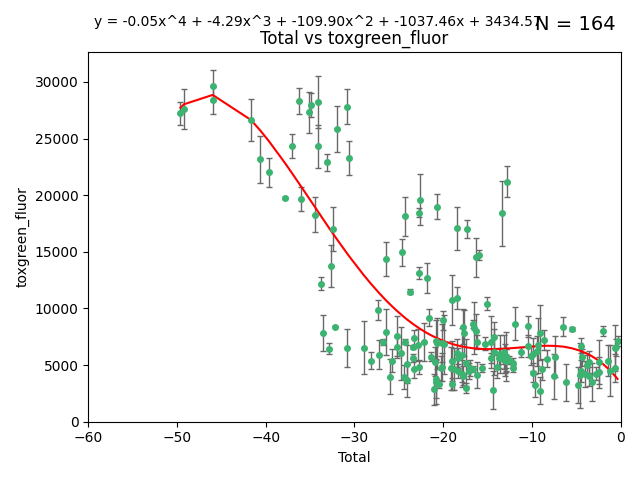 y = -0.05x^4 + -4.29x^3 + -109.90x^2 + -1037.46x + 3434.57
N = 164
Total vs toxgreen_fluor
toxgreen_fluor
30000
25000
20000
15000
10000
5000
0
−60
−50
−40
−30
−20
−10
0
Total